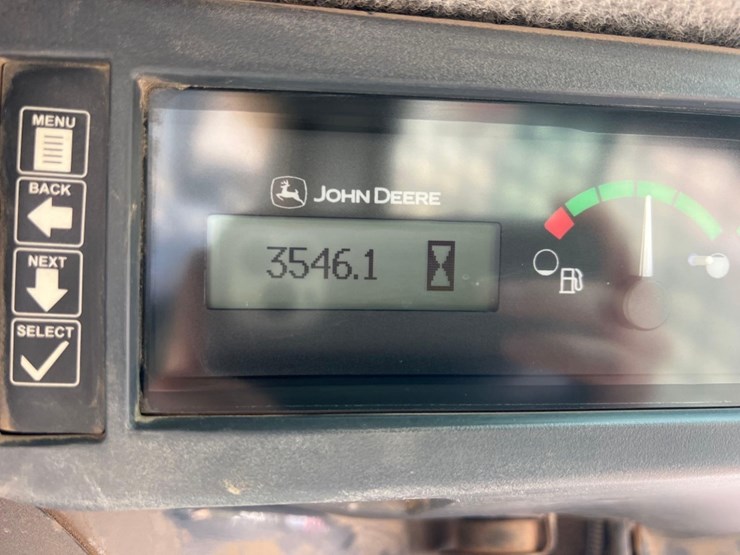 MENU
BACK
NEXT
SELECT
JOHN DEERE
3546.1